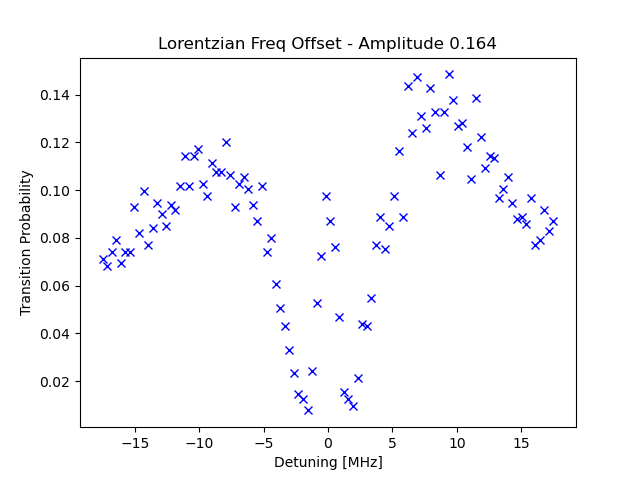 Lorentzian Freq Offset - Amplitude 0.164
Transition Probability
0.14
0.12
0.10
0.08
0.06
0.04
0.02
−15 −10 −5 0 5 10 15
Detuning [MHz]